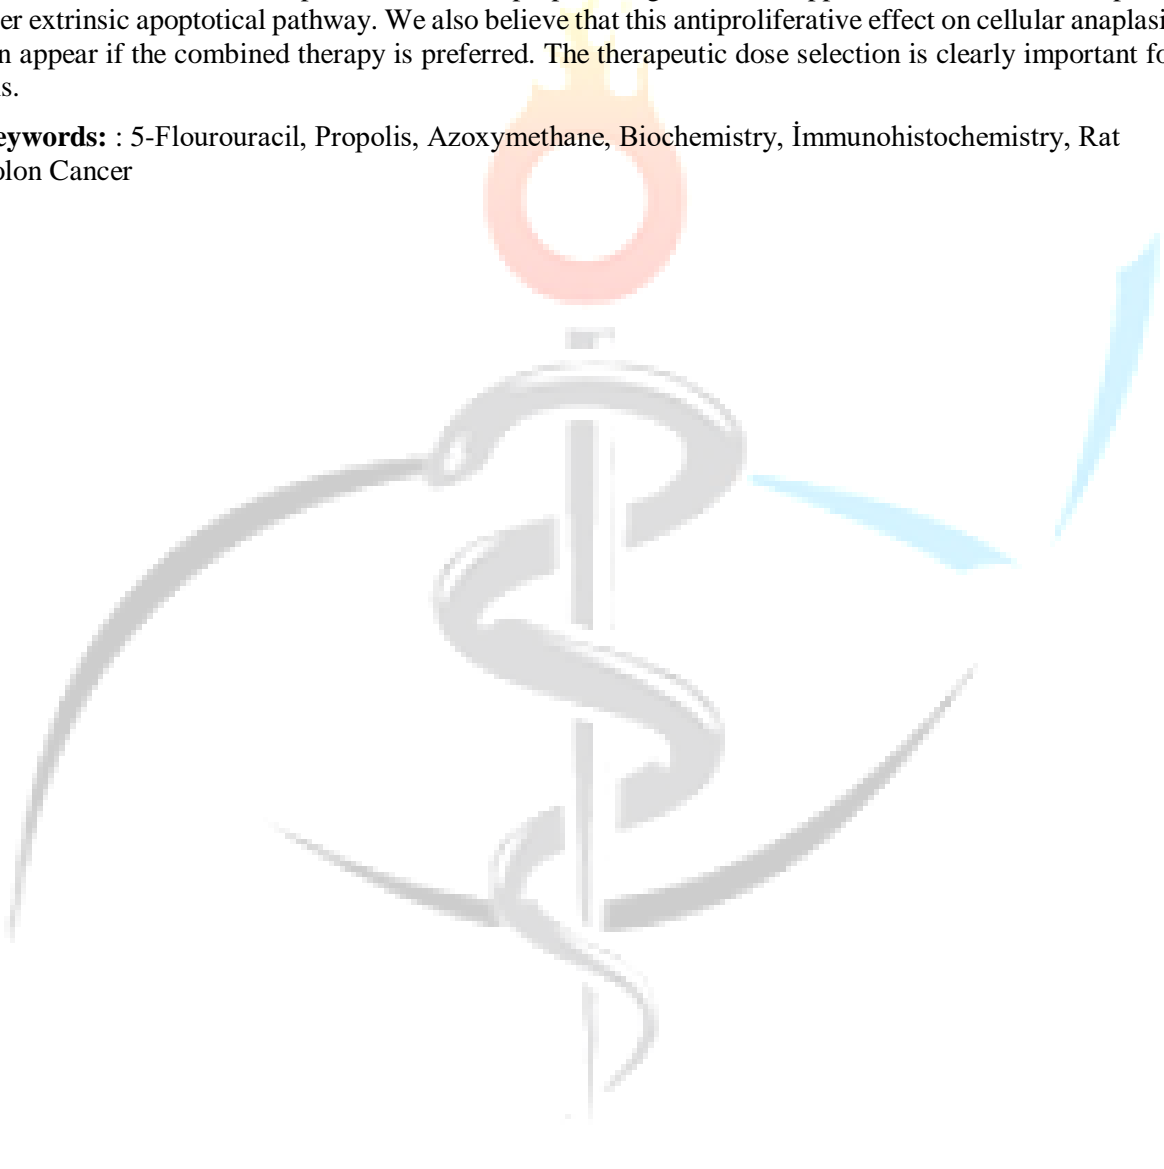 er extrinsic apoptotical pathway. We also believe that this antiproliferative effect on cellular anaplasi
n appear if the combined therapy is preferred. The therapeutic dose selection is clearly important fo
s.
eywords: : 5-Flourouracil, Propolis, Azoxymethane, Biochemistry, İmmunohistochemistry, Rat
olon Cancer